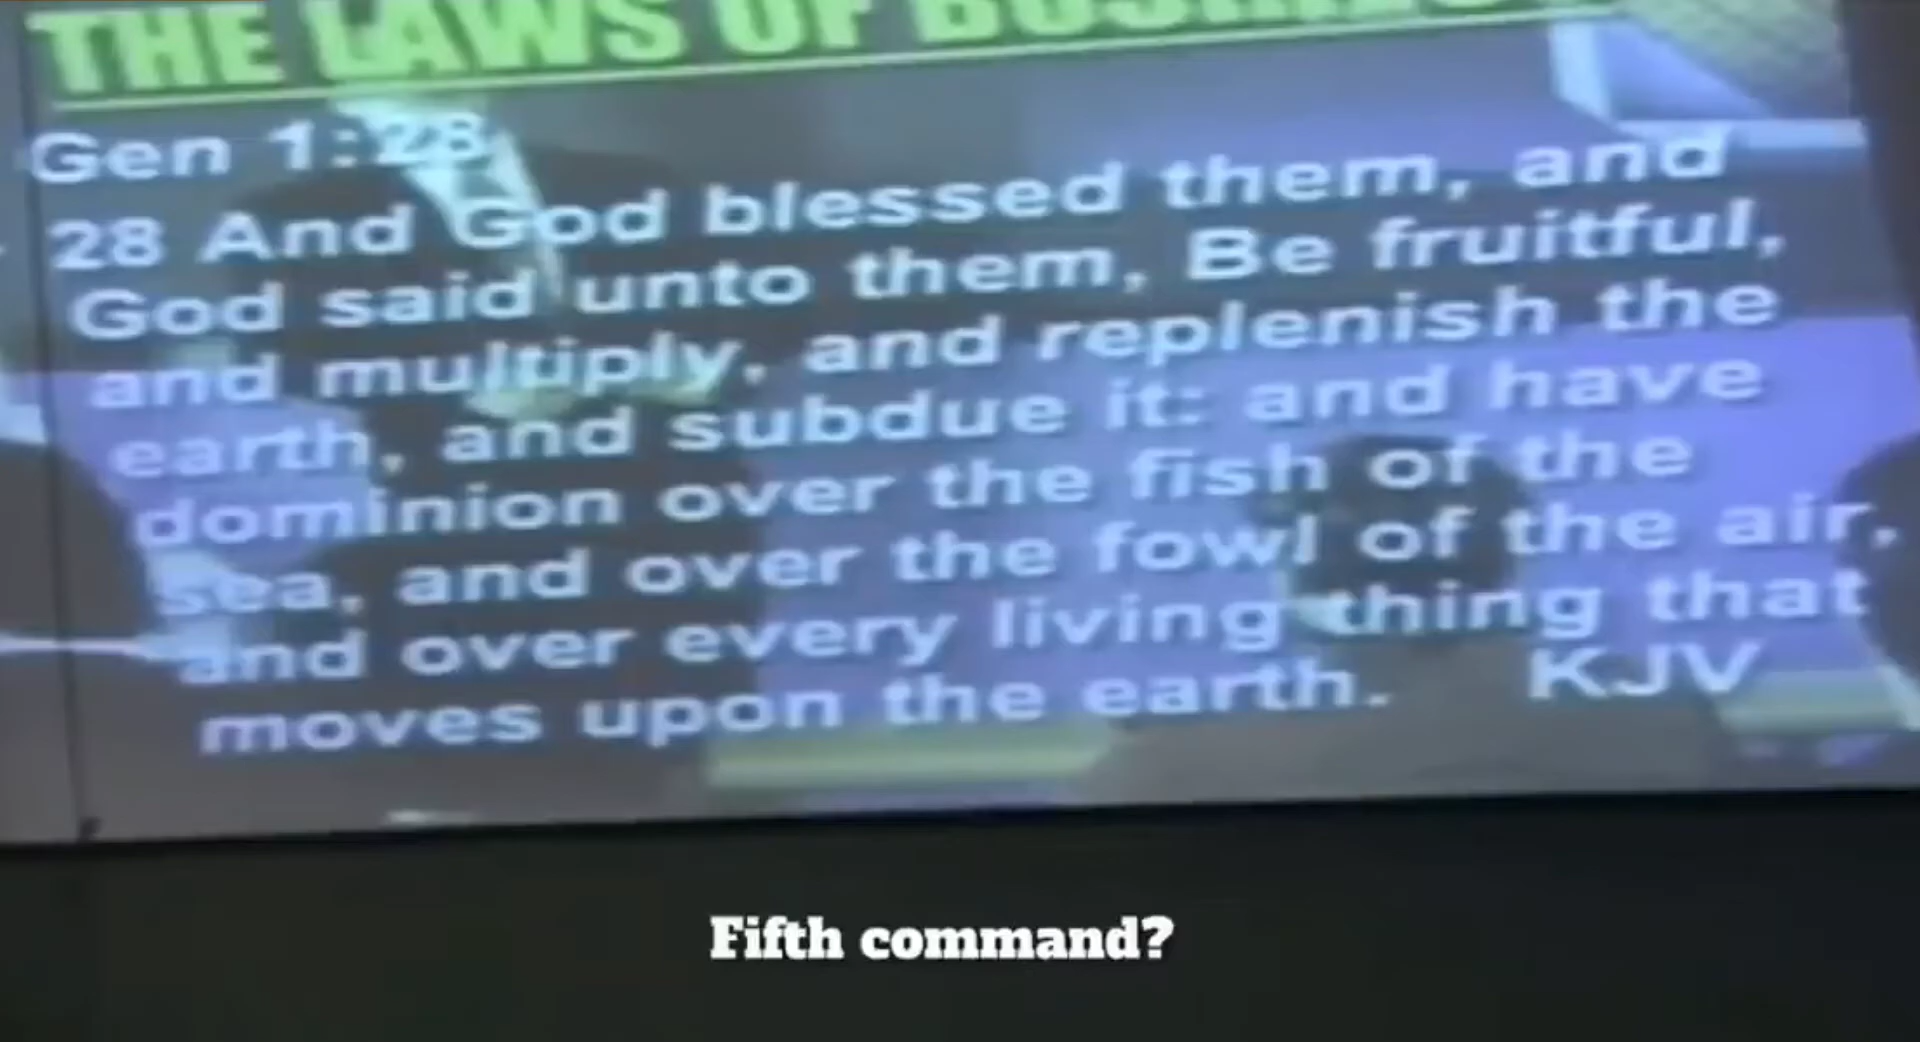 THE LAWS OF
Gen 1:28
28 And God blessed them, and
God said unto them, Be fruitful,
and multiply, and replenish the
earth, and subdue it: and have
dominion over the fish of the
sea, and over the fowl of the air,
and over every living thing that
moves upon the earth. KJV
Fifth command?